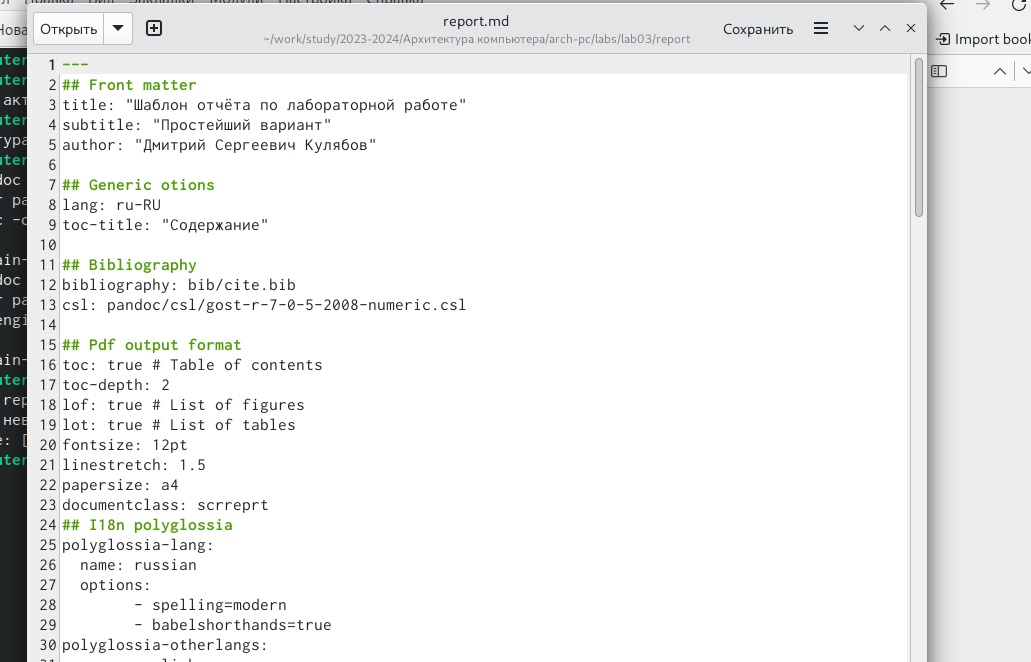 Открыть
report.md
~/work/study/2023-2024/Архитектура компьютера/arch-pc/labs/lab03/report
Сохранить
Import book
1 ---
2 ## Front matter
3 title: "Шаблон отчёта по лабораторной работе"
4 subtitle: "Простейший вариант"
5 author: "Дмитрий Сергеевич Кулябов"
6
7 ## Generic otions
8 lang: ru-RU
9 toc-title: "Содержание"
10
11 ## Bibliography
12 bibliography: bib/cite.bib
13 csl: pandoc/csl/gost-r-7-0-5-2008-numeric.csl
14
15 ## Pdf output format
16 toc: true # Table of contents
17 toc-depth: 2
18 lof: true # List of figures
19 lot: true # List of tables
20 fontsize: 12pt
21 linestretch: 1.5
22 papersize: a4
23 documentclass: scrreprt
24 ## I18n polyglossia
25 polyglossia-lang:
26   name: russian
27   options:
28         - spelling=modern
29         - babelshorthands=true
30 polyglossia-otherlangs: